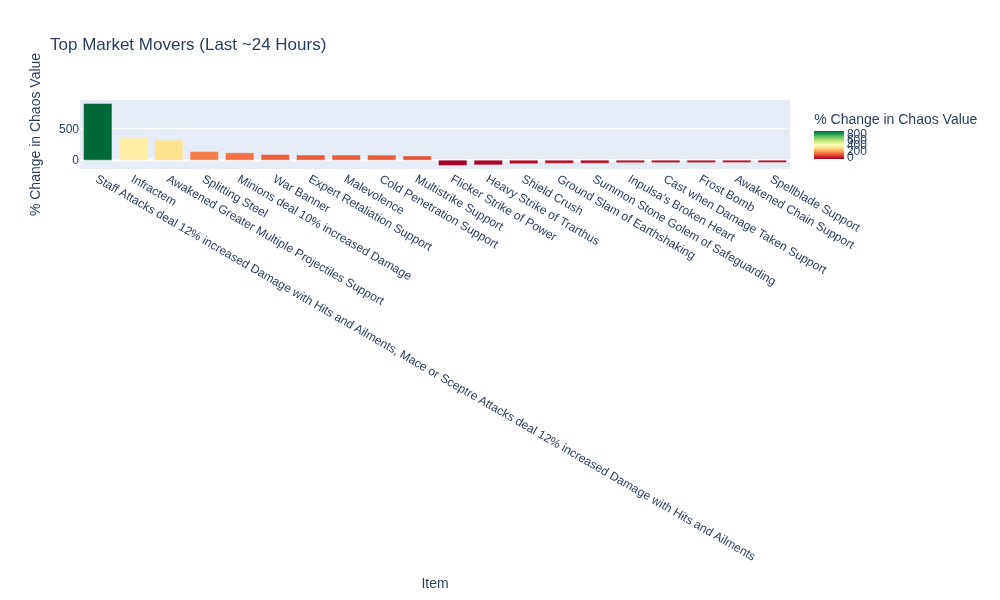 Top Market Movers (Last ~24 Hours)
% Change in Chaos Value
500
0
% Change in Chaos Value
800
600
400
200
0
Staff Attacks deal 12% increased Damage with Hits and Ailments, Mace or Sceptre Attacks deal 12% increased Damage with Hits and Ailments
Infractem
Awakened Greater Multiple Projectiles Support
Splitting Steel
Minions deal 10% increased Damage
War Banner
Expert Retaliation Support
Malevolence
Cold Penetration Support
Multistrike Support
Flicker Strike of Power
Heavy Strike of Trarthus
Shield Crush
Ground Slam of Earthshaking
Summon Stone Golem of Safeguarding
Inpulsa's Broken Heart
Cast when Damage Taken Support
Frost Bomb
Awakened Chain Support
Spellblade Support
Item